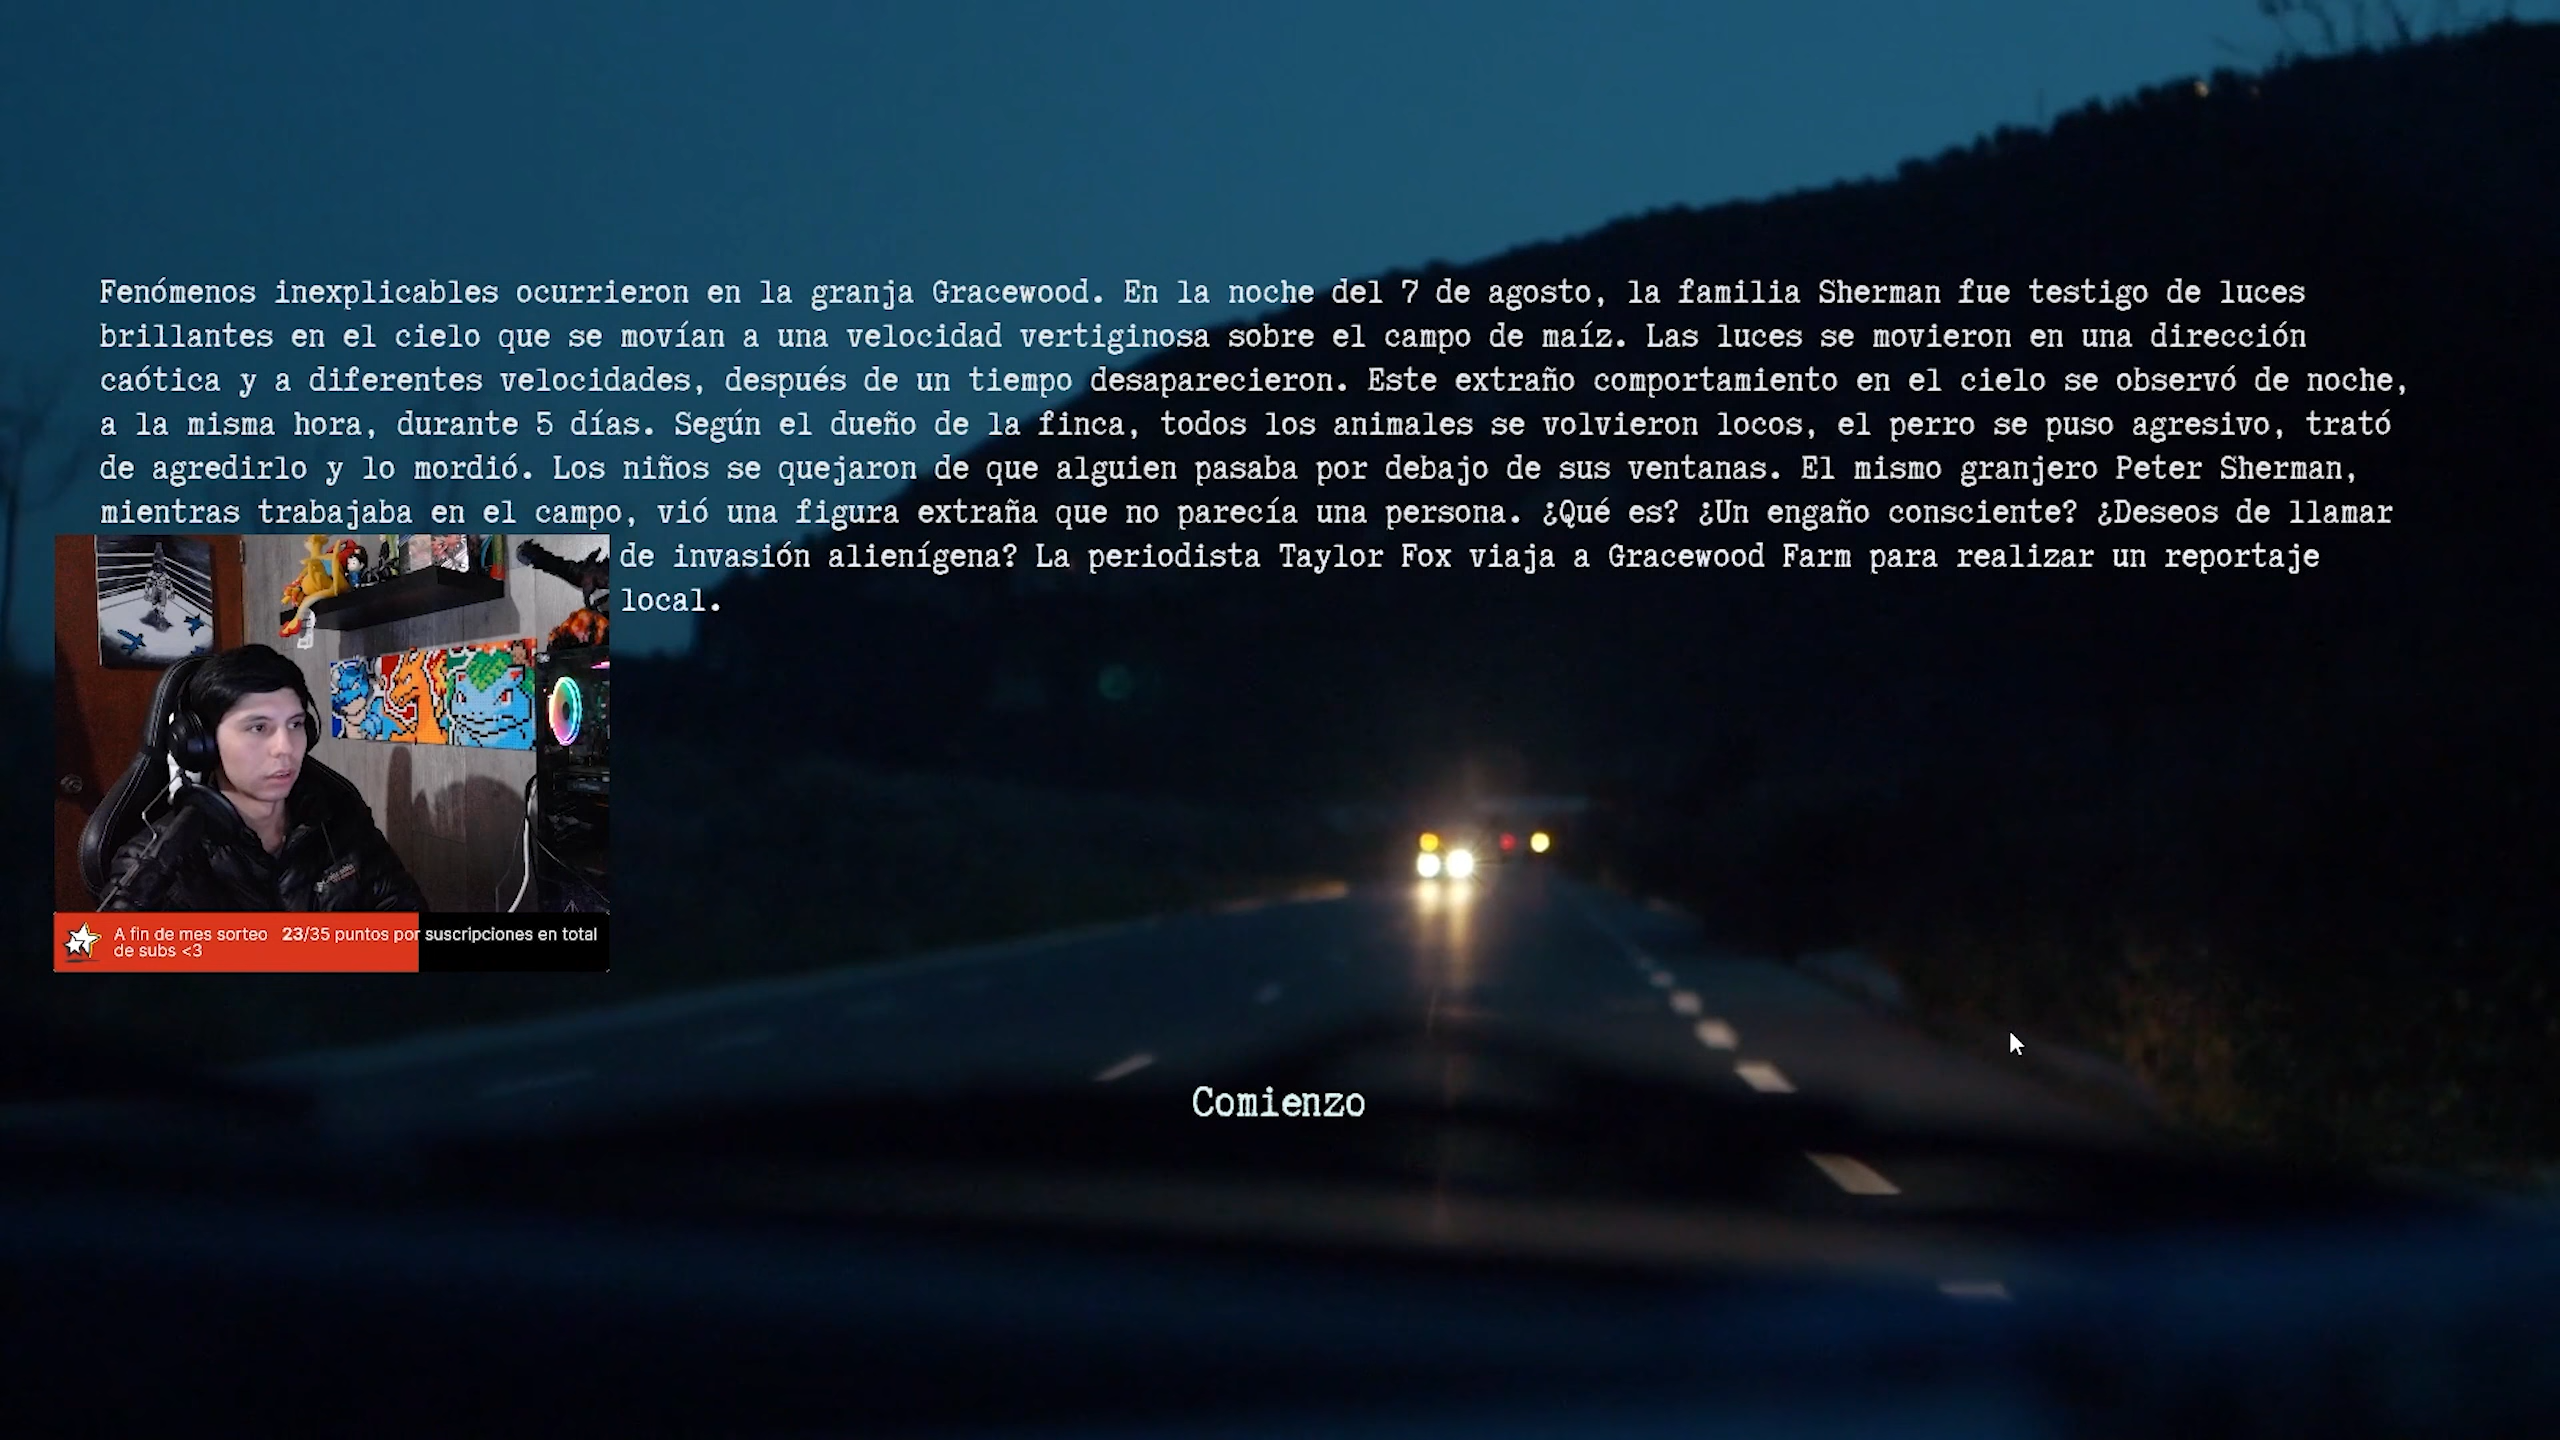 Fenómenos inexplicables ocurrieron en la granja Gracewood. En la noche del 7 de agosto, la familia Sherman fue testigo de luces
brillantes en el cielo que se movían a una velocidad vertiginosa sobre el campo de maíz. Las luces se movieron en una dirección
caótica y a diferentes velocidades, después de un tiempo desaparecieron. Este extraño comportamiento en el cielo se observó de noche,
a la misma hora, durante 5 días. Según el dueño de la finca, todos los animales se volvieron locos, el perro se puso agresivo, trató
de agredirlo y lo mordió. Los niños se quejaron de que alguien pasaba por debajo de sus ventanas. El mismo granjero Peter Sherman,
mientras trabajaba en el campo, vió una figura extraña que no parecía una persona. ¿Qué es? ¿Un engaño consciente? ¿Deseos de llamar
de invasión alienígena? La periodista Taylor Fox viaja a Gracewood Farm para realizar un reportaje
local.
A fin de mes sorteo
de subs <3
23/35 puntos por suscripciones en total
Comienzo